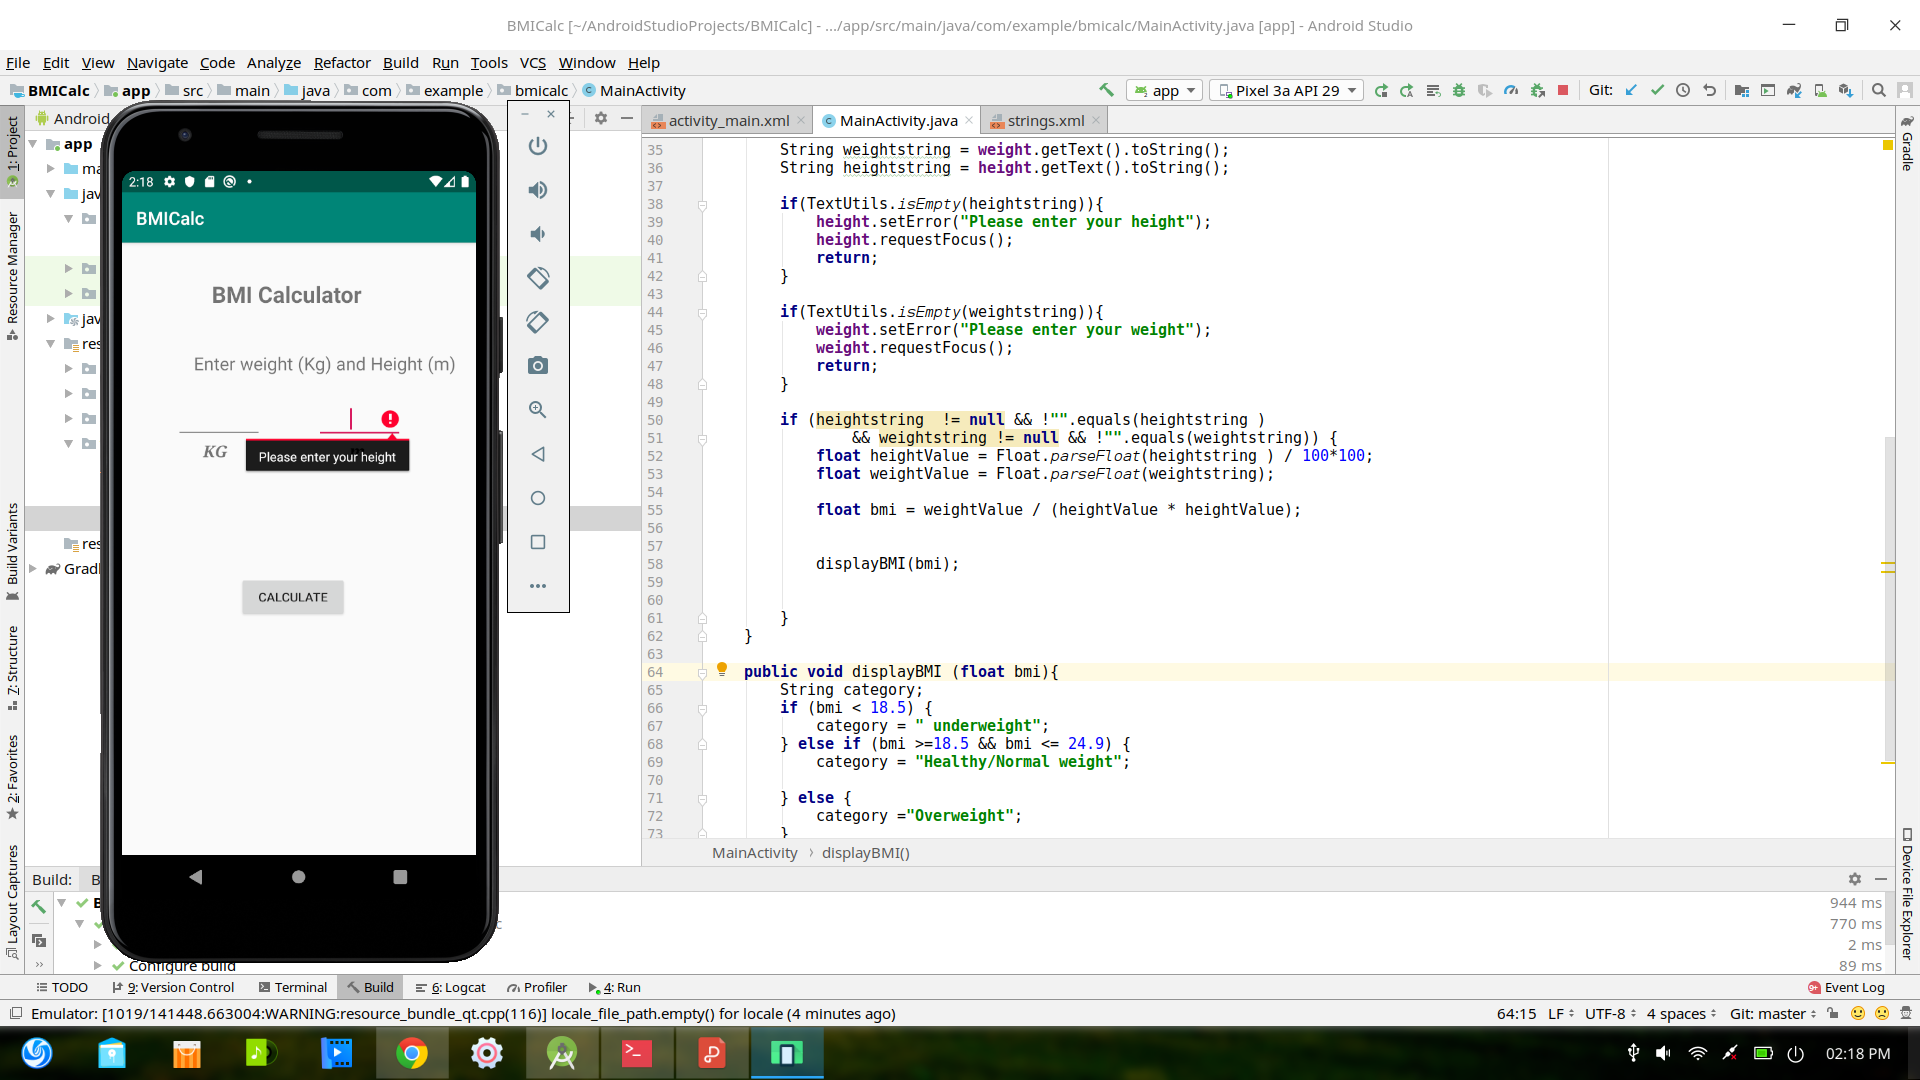 BMICalc [~/AndroidStudioProjects/BMICalc] - .../app/src/main/java/com/example/bmicalc/MainActivity.java [app] - Android Studio
File Edit View Navigate Code Analyze Refactor Build Run Tools VCS Window Help
BMICalc app src main java com example bmicalc MainActivity app Pixel 3a API 29 Git:
1: Project
Resource Manager
Build Variants
7: Structure
2: Favorites
Layout Captures
Android
app
ma
jav
jav
res
res
Gradl
2:18
BMICalc
BMI Calculator
Enter weight (Kg) and Height (m)
KG
Please enter your height
CALCULATE
activity_main.xml MainActivity.java strings.xml
35 String weightstring = weight.getText().toString();
36 String heightstring = height.getText().toString();
37
38 if(TextUtils.isEmpty(heightstring)){
39 height.setError("Please enter your height");
40 height.requestFocus();
41 return;
42 }
43
44 if(TextUtils.isEmpty(weightstring)){
45 weight.setError("Please enter your weight");
46 weight.requestFocus();
47 return;
48 }
49
50 if (heightstring  != null && !"".equals(heightstring )
51 && weightstring != null && !"".equals(weightstring)) {
52 float heightValue = Float.parseFloat(heightstring ) / 100*100;
53 float weightValue = Float.parseFloat(weightstring);
54
55 float bmi = weightValue / (heightValue * heightValue);
56
57
58 displayBMI(bmi);
59
60
61 }
62 }
63
64 public void displayBMI (float bmi){
65 String category;
66 if (bmi < 18.5) {
67 category = " underweight";
68 } else if (bmi >=18.5 && bmi <= 24.9) {
69 category = "Healthy/Normal weight";
70
71 } else {
72 category ="Overweight";
73 }
MainActivity › displayBMI()
Gradle
Device File Explorer
Build: B
B 944 ms
770 ms
2 ms
Configure build 89 ms
TODO 9: Version Control Terminal Build 6: Logcat Profiler 4: Run 9+ Event Log
Emulator: [1019/141448.663004:WARNING:resource_bundle_qt.cpp(116)] locale_file_path.empty() for locale (4 minutes ago) 64:15 LF UTF-8 4 spaces Git: master
02:18 PM